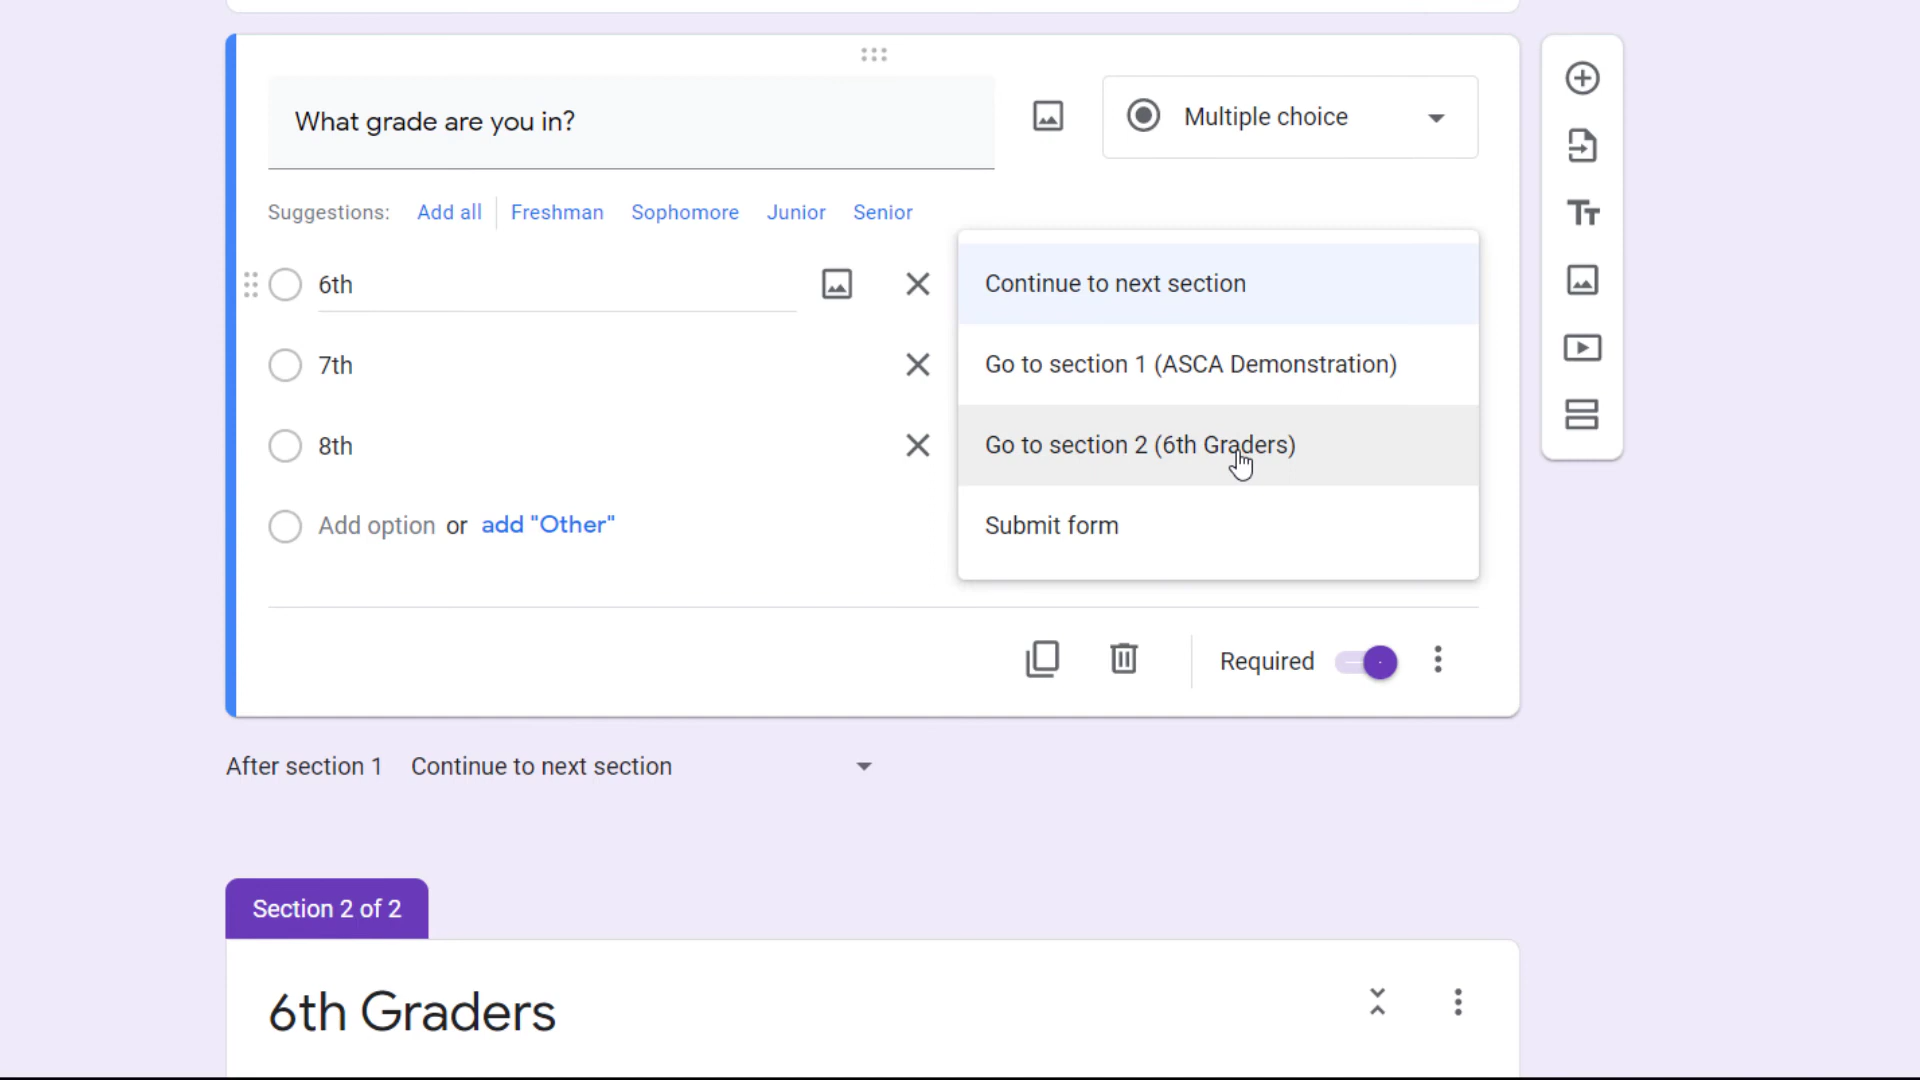 What grade are you in?
Multiple choice
Suggestions: Add all Freshman Sophomore Junior Senior
6th
Continue to next section
7th
Go to section 1 (ASCA Demonstration)
8th
Go to section 2 (6th Graders)
Add option or add "Other"
Submit form
Required
After section 1 Continue to next section
Section 2 of 2
6th Graders